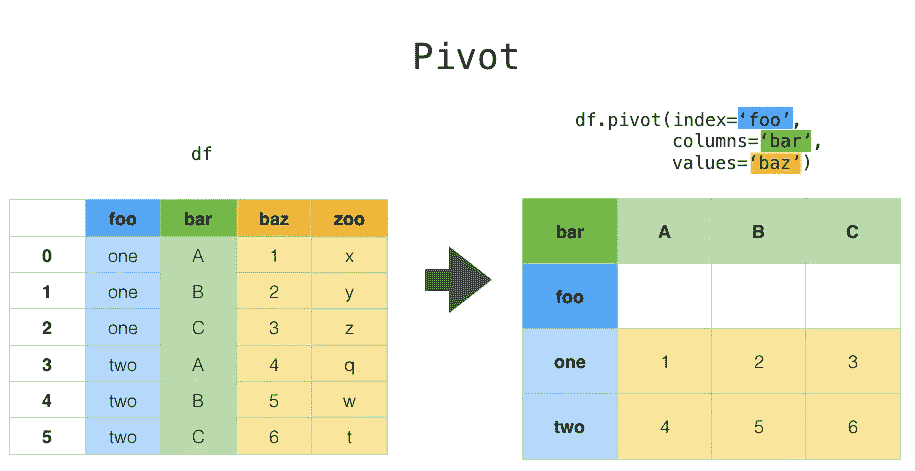 Pivot
df
df.pivot(index=‘foo’,
columns=‘bar’,
values=‘baz’)
foo bar baz zoo
0 one A 1 x
1 one B 2 y
2 one C 3 z
3 two A 4 q
4 two B 5 w
5 two C 6 t
bar A B C
foo
one 1 2 3
two 4 5 6